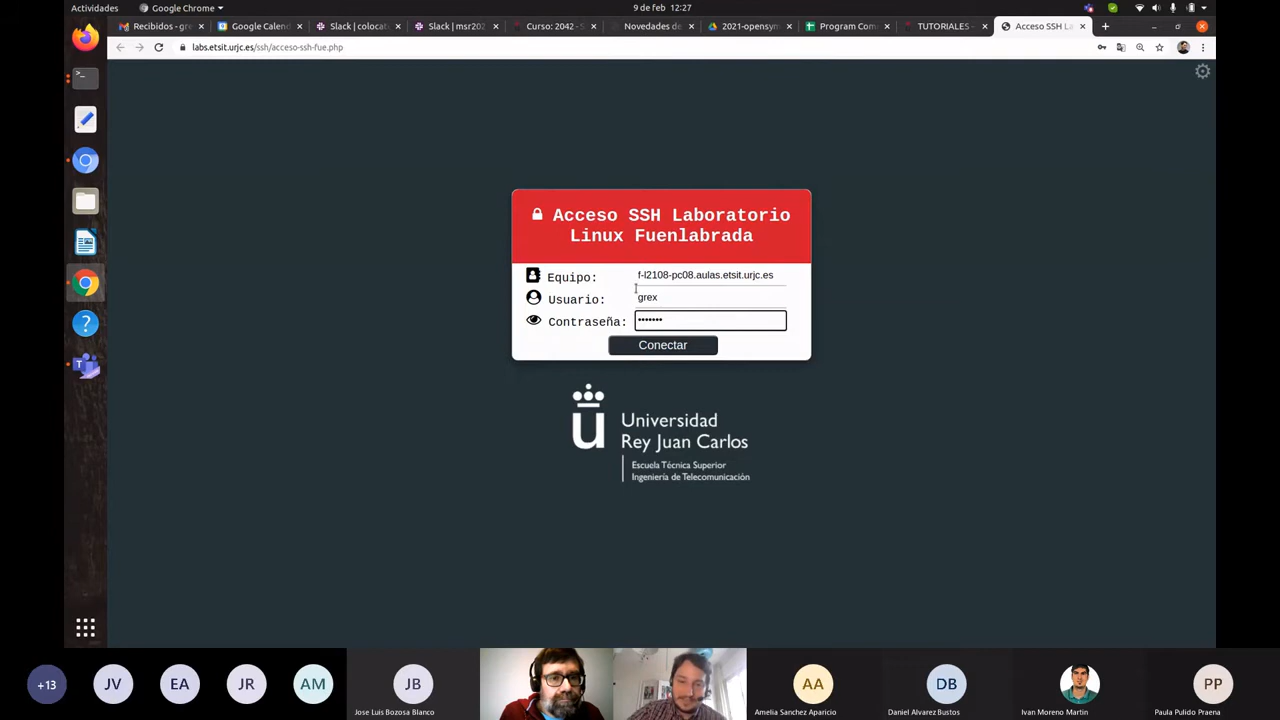 Actividades
Google Chrome
9 de feb 12:27
Recibidos - gre
Google Calend
Slack | colocat
Slack | msr202
Curso: 2042 - S
Novedades de
2021-opensym
Program Com
TUTORIALES -
Acceso SSH La
labs.etsit.urjc.es/ssh/acceso-ssh-fue.php
Acceso SSH Laboratorio
Linux Fuenlabrada
Equipo: f-l2108-pc08.aulas.etsit.urjc.es
Usuario: grex
Contraseña: •••••••
Conectar
Universidad
Rey Juan Carlos
Escuela Técnica Superior
Ingeniería de Telecomunicación
+13
JV
EA
JR
AM
JB
Jose Luis Bozosa Blanco
AA
Amelia Sanchez Aparicio
DB
Daniel Alvarez Bustos
Ivan Moreno Martin
PP
Paula Pulido Praena